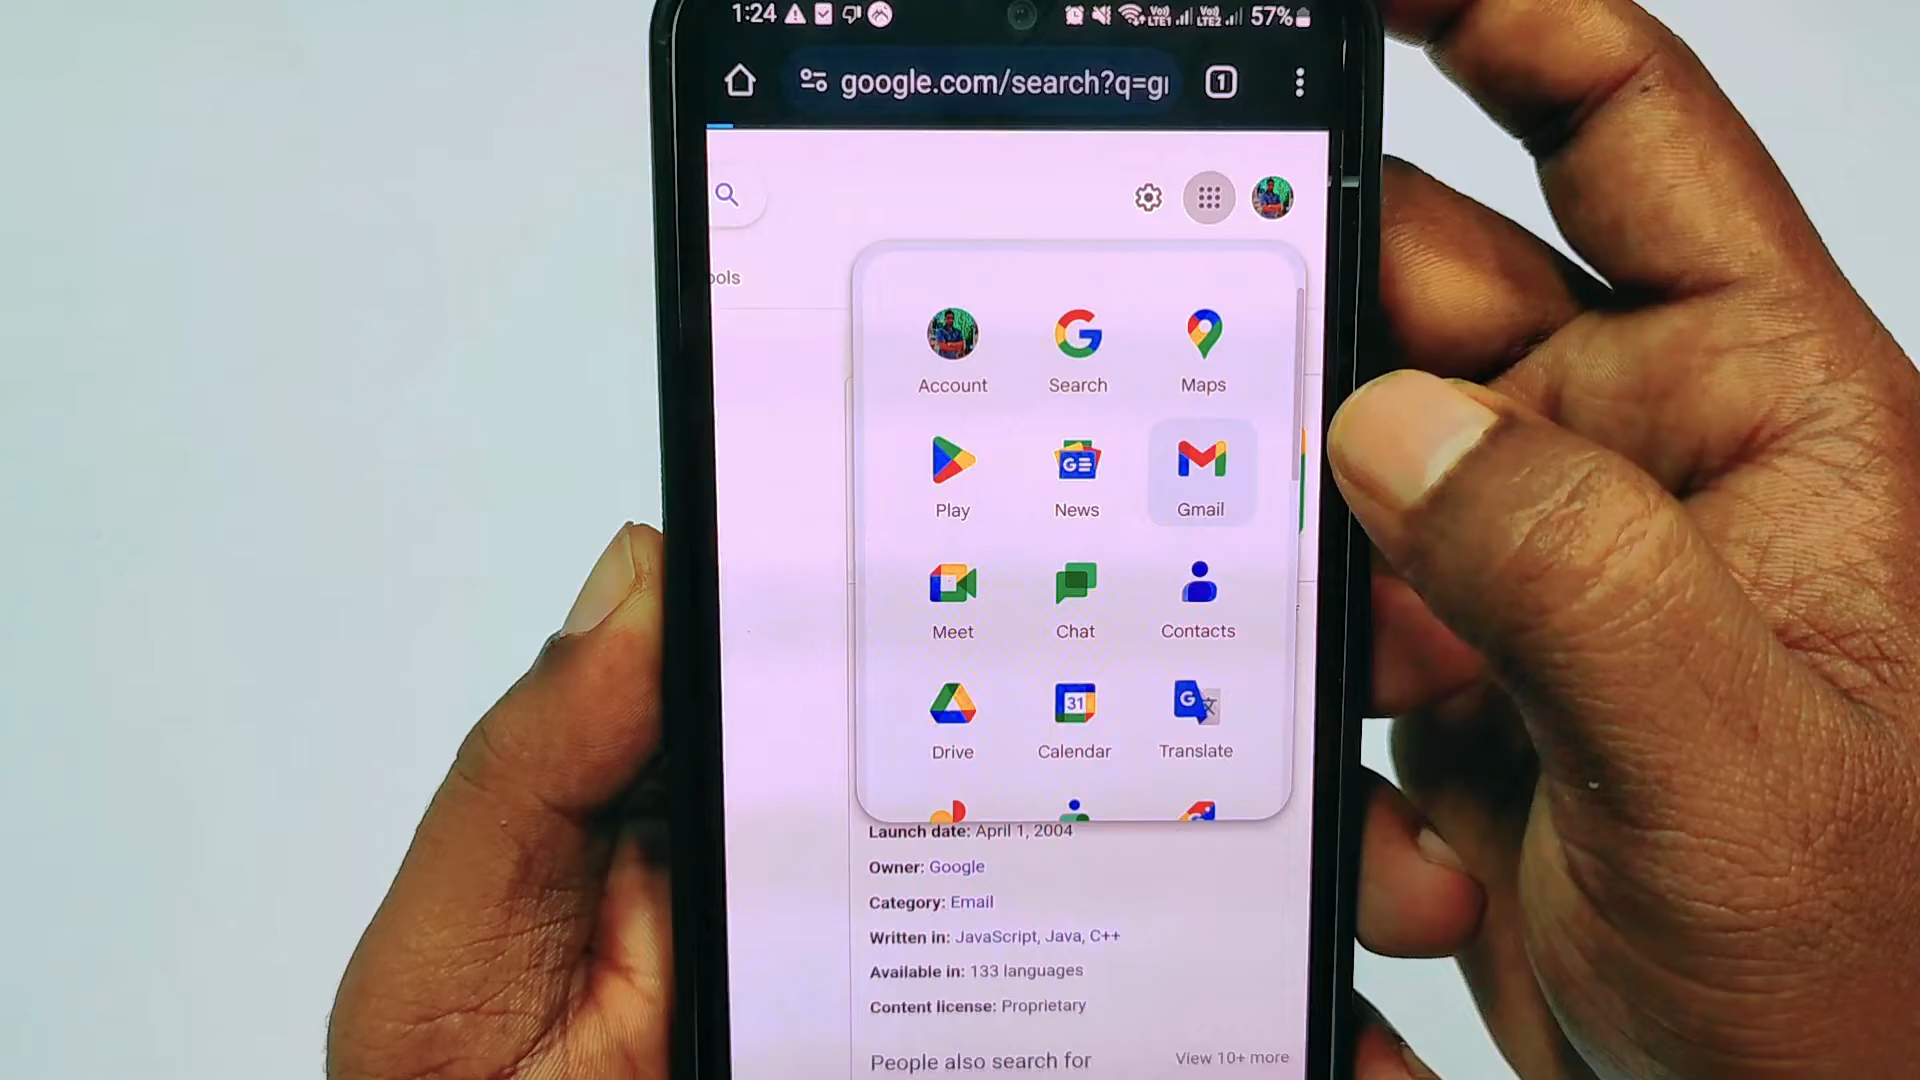 1:24 57%
google.com/search?q=g 1
ools
Account Search Maps
Play News Gmail
Meet Chat Contacts
Drive 31 Calendar Translate
Launch date: April 1, 2004
Owner: Google
Category: Email
Written in: JavaScript, Java, C++
Available in: 133 languages
Content license: Proprietary
People also search for View 10+ more